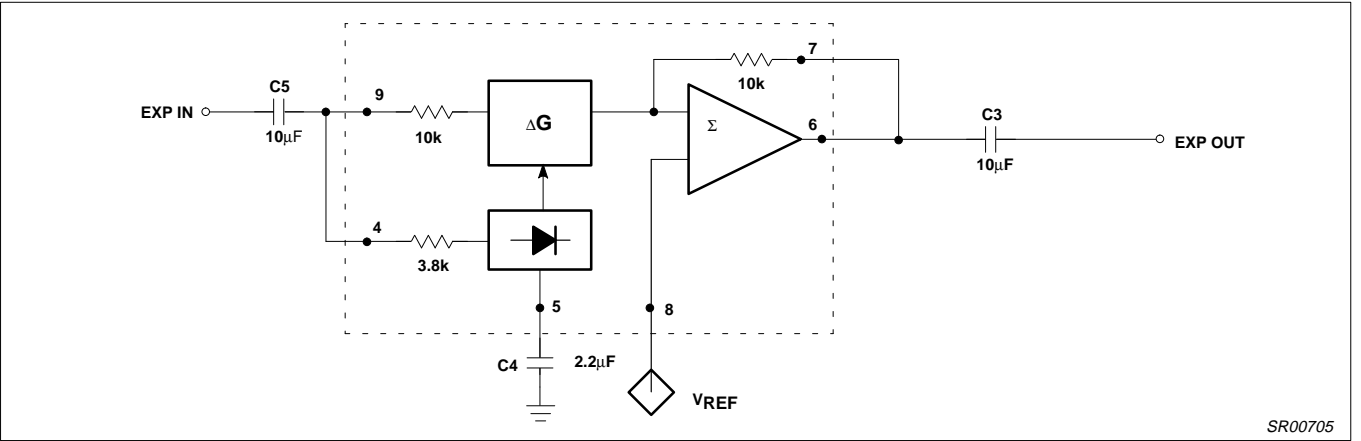 7
10k
C5
9
EXP IN
10μF
10k
ΔG
Σ
6
C3
EXP OUT
10μF
4
3.8k
5
8
C4
2.2μF
VREF
SR00705